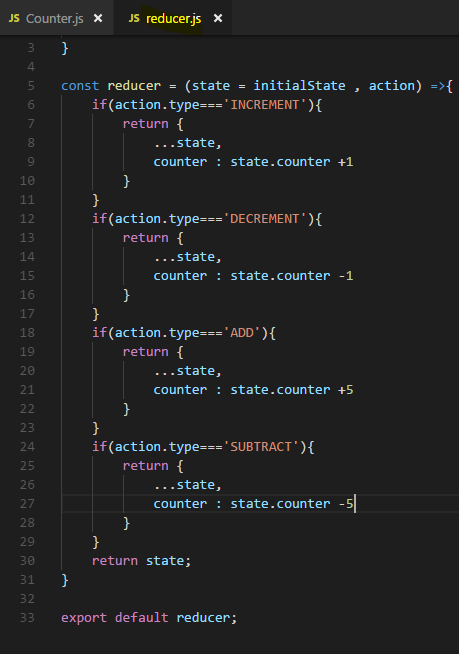 JS Counter.js ×   JS reducer.js ×
3 }
4
5 const reducer = (state = initialState , action) =>{
6     if(action.type==='INCREMENT'){
7         return {
8             ...state,
9             counter : state.counter +1
10         }
11     }
12     if(action.type==='DECREMENT'){
13         return {
14             ...state,
15             counter : state.counter -1
16         }
17     }
18     if(action.type==='ADD'){
19         return {
20             ...state,
21             counter : state.counter +5
22         }
23     }
24     if(action.type==='SUBTRACT'){
25         return {
26             ...state,
27             counter : state.counter -5
28         }
29     }
30     return state;
31 }
32
33 export default reducer;